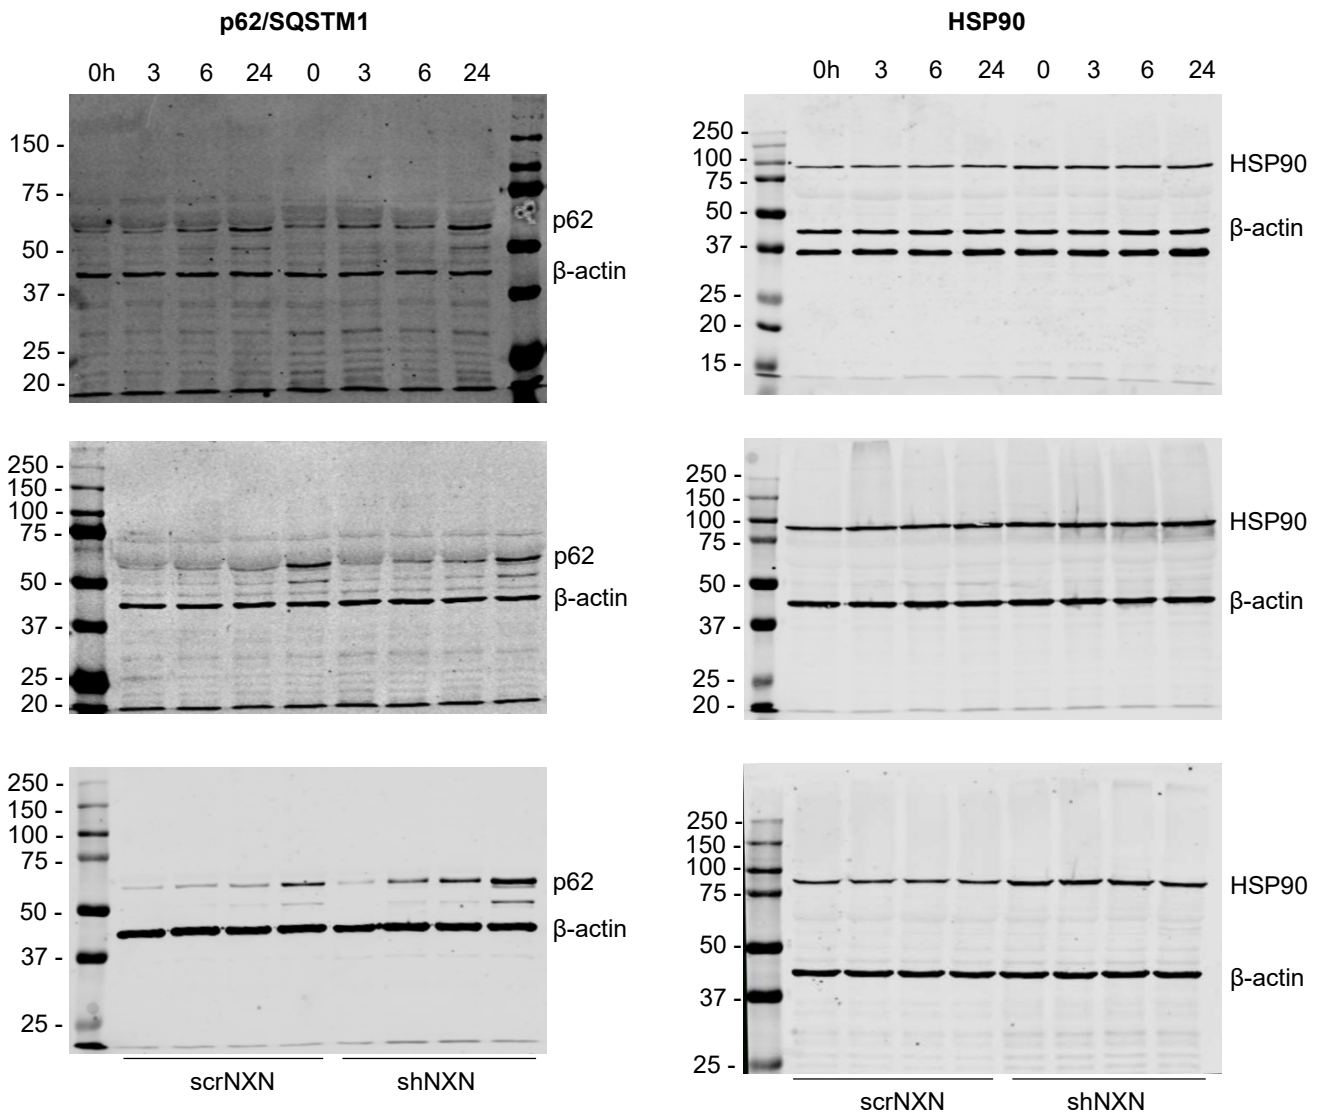 p62/SQSTM1
0h 3 6 24 0 3 6 24
150 -
75 -
50 -
37 -
25 -
20 -
p62
β-actin
250 -
150 -
100 -
75 -
50 -
37 -
25 -
20 -
p62
β-actin
250 -
150 -
100 -
75 -
50 -
37 -
25 -
p62
β-actin
scrNXN shNXN
HSP90
0h 3 6 24 0 3 6 24
250 -
100 -
75 -
50 -
37 -
25 -
20 -
15 -
HSP90
β-actin
250 -
150 -
100 -
75 -
50 -
37 -
25 -
20 -
HSP90
β-actin
250 -
150 -
100 -
75 -
50 -
37 -
25 -
HSP90
β-actin
scrNXN shNXN